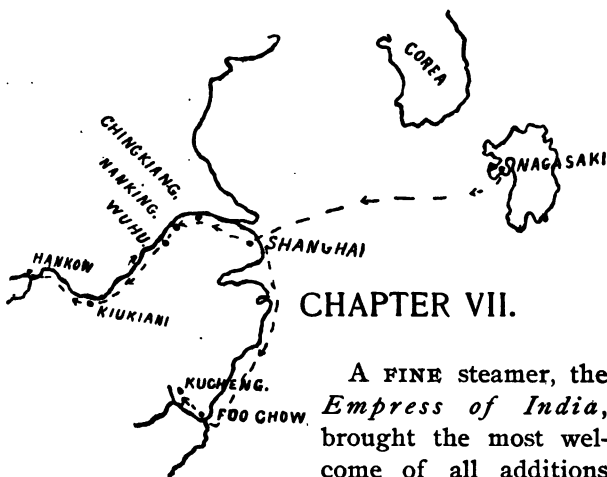 COREA
NAGASAKI
CHINGKIANG.
NANKING.
WUHU.
SHANGHAI
HANKOW
KIUKIANI
CHAPTER VII.
KUCHENG.
FOO CHOW
A FINE steamer, the
Empress of India,
brought the most wel-
come of all additions